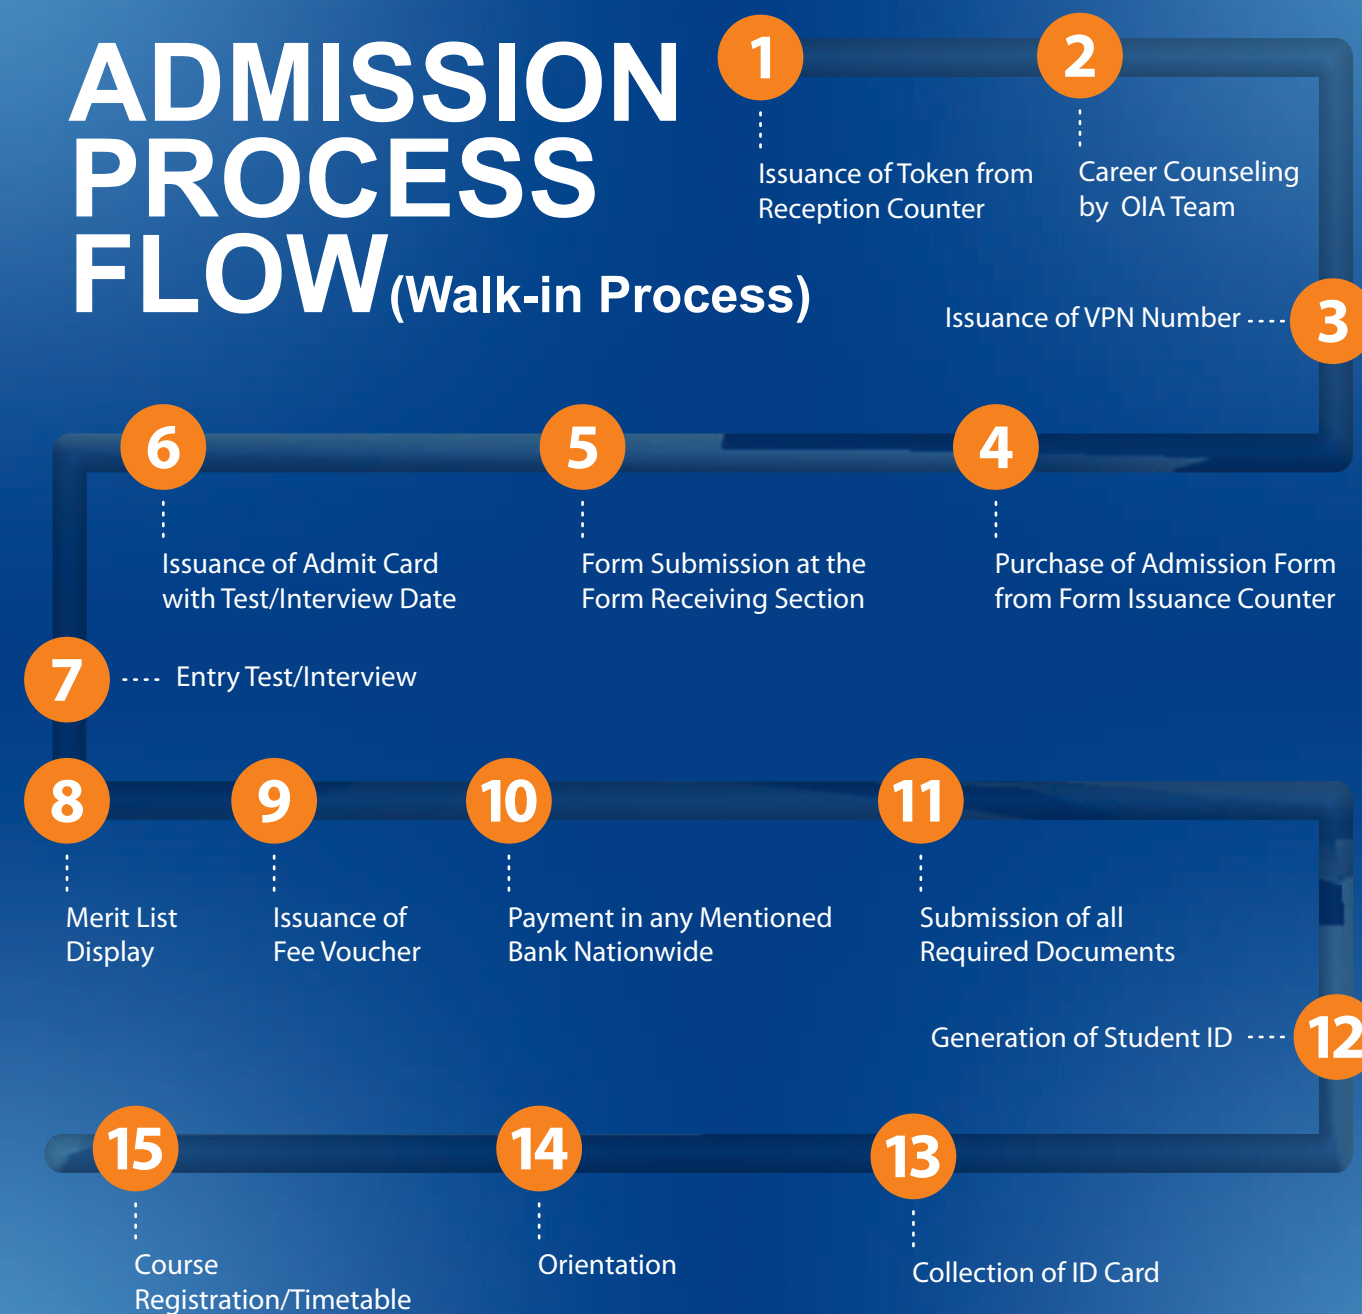 ADMISSION
PROCESS
FLOW (Walk-in Process)
1
Issuance of Token from
Reception Counter
2
Career Counseling
by OIA Team
3
Issuance of VPN Number
4
Purchase of Admission Form
from Form Issuance Counter
5
Form Submission at the
Form Receiving Section
6
Issuance of Admit Card
with Test/Interview Date
7
Entry Test/Interview
8
Merit List
Display
9
Issuance of
Fee Voucher
10
Payment in any Mentioned
Bank Nationwide
11
Submission of all
Required Documents
12
Generation of Student ID
13
Collection of ID Card
14
Orientation
15
Course
Registration/Timetable